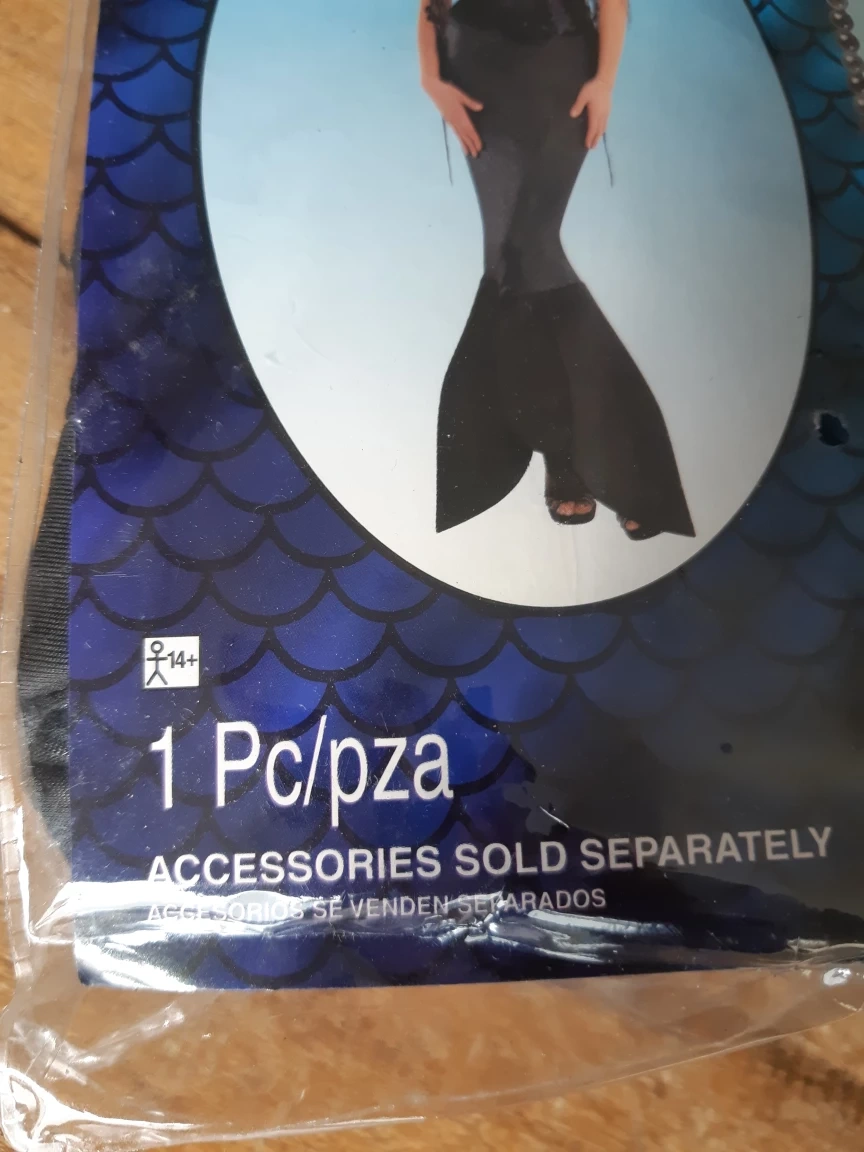 14+
1 Pc/pza
ACCESSORIES SOLD SEPARATELY
ACCESORIOS SE VENDEN SEPARADOS